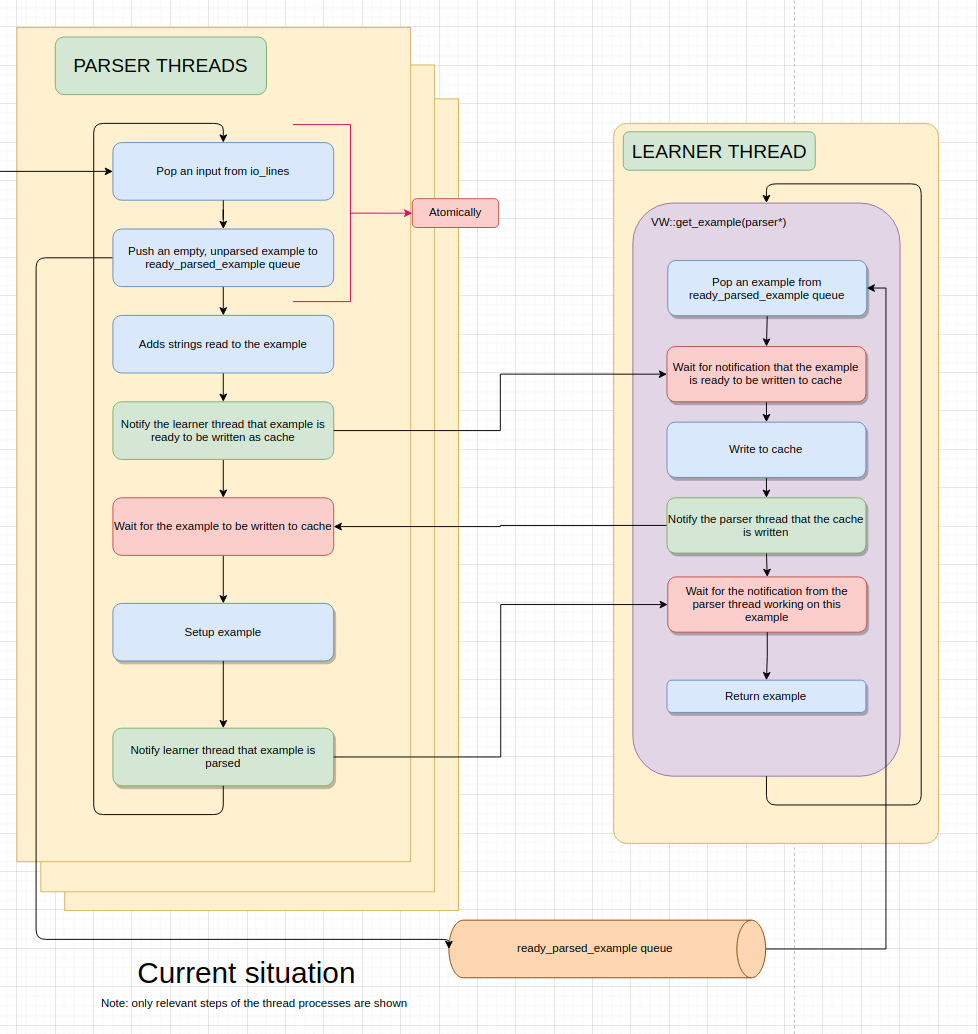 PARSER THREADS
Pop an input from io_lines
Push an empty, unparsed example to
ready_parsed_example queue
Atomically
Adds strings read to the example
Notify the learner thread that example is
ready to be written as cache
Wait for the example to be written to cache
Setup example
Notify learner thread that example is
parsed
LEARNER THREAD
VW::get_example(parser*)
Pop an example from
ready_parsed_example queue
Wait for notification that the example
is ready to be written to cache
Write to cache
Notify the parser thread that the cache
is written
Wait for the notification from the
parser thread working on this
example
Return example
ready_parsed_example queue
Current situation
Note: only relevant steps of the thread processes are shown